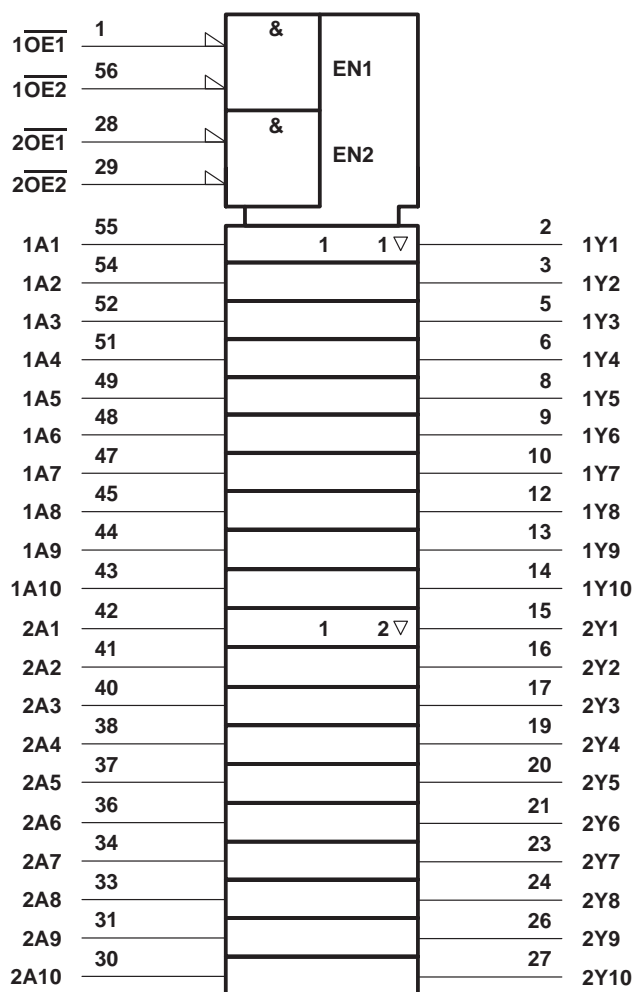 1OE1 1 & EN1
1OE2 56
2OE1 28 & EN2
2OE2 29
1A1 55 1 1 ▽ 2 1Y1
1A2 54 3 1Y2
1A3 52 5 1Y3
1A4 51 6 1Y4
1A5 49 8 1Y5
1A6 48 9 1Y6
1A7 47 10 1Y7
1A8 45 12 1Y8
1A9 44 13 1Y9
1A10 43 14 1Y10
2A1 42 1 2 ▽ 15 2Y1
2A2 41 16 2Y2
2A3 40 17 2Y3
2A4 38 19 2Y4
2A5 37 20 2Y5
2A6 36 21 2Y6
2A7 34 23 2Y7
2A8 33 24 2Y8
2A9 31 26 2Y9
2A10 30 27 2Y10